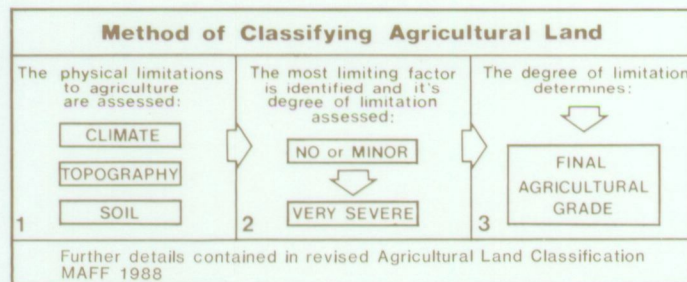 Method of Classifying Agricultural Land
The physical limitations
to agriculture
are assessed:
CLIMATE
TOPOGRAPHY
SOIL
1
The most limiting factor
is identified and it's
degree of limitation
assessed:
NO or MINOR
VERY SEVERE
2
The degree of limitation
determines:
FINAL
AGRICULTURAL
GRADE
3
Further details contained in revised Agricultural Land Classification
MAFF 1988